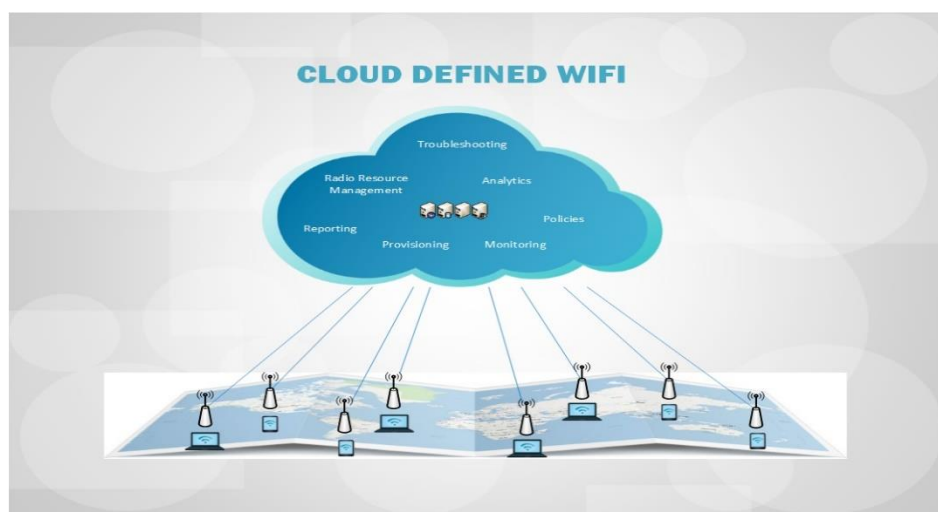 CLOUD DEFINED WIFI
Troubleshooting
Radio Resource
Management
Analytics
Policies
Reporting
Provisioning
Monitoring